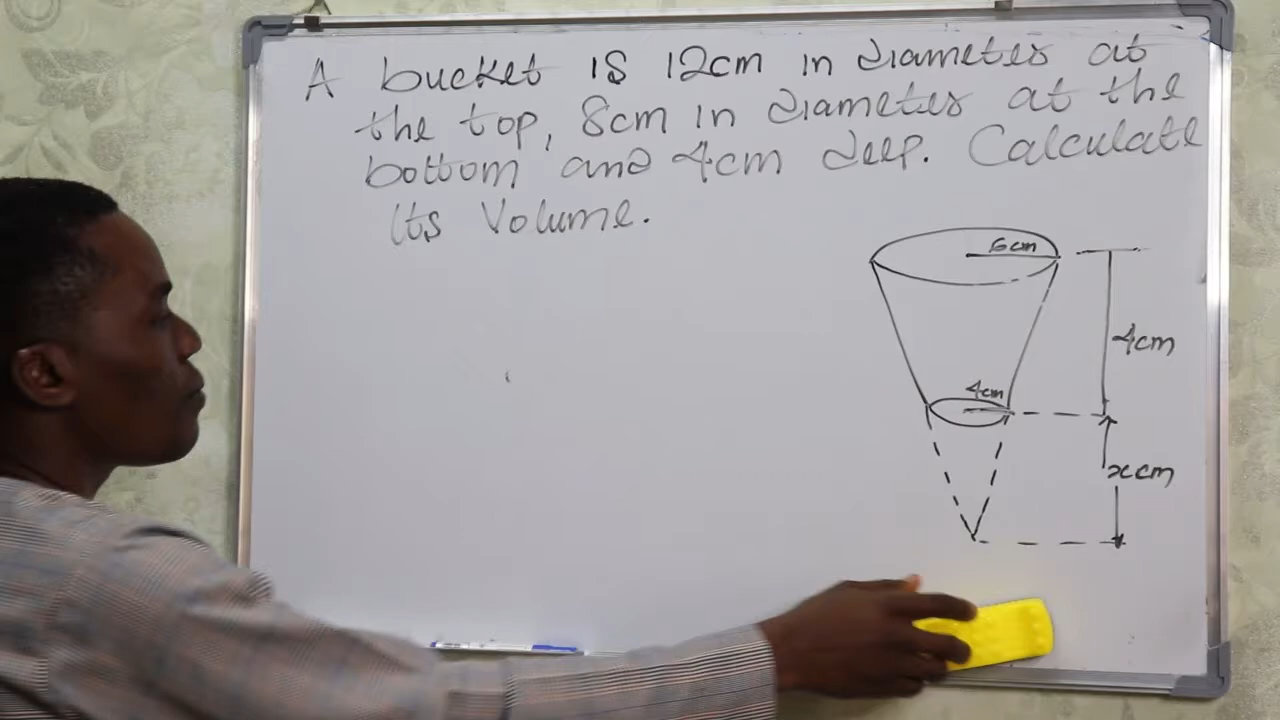 A bucket is 12cm in diameter at
the top, 8cm in diameter at the
bottom and 4cm deep. Calculate
its Volume.
6cm
4cm
4cm
xcm